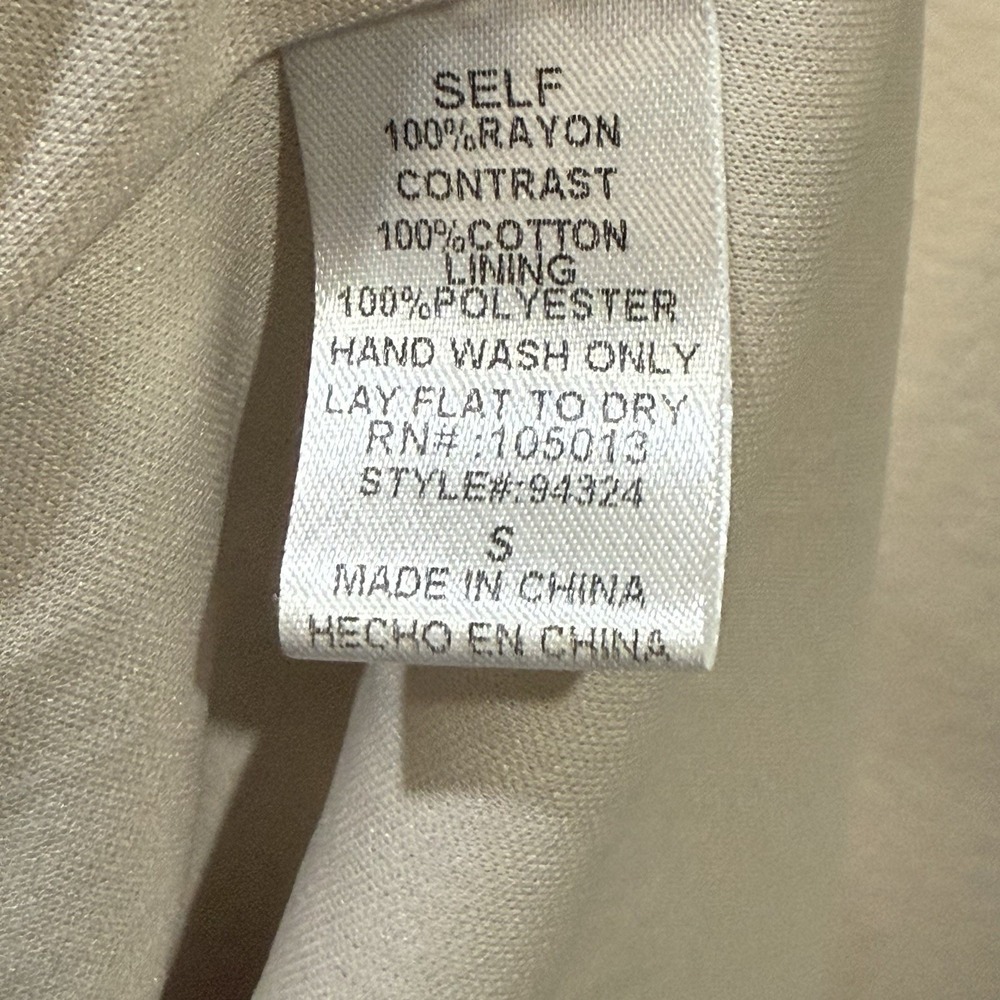 SELF
100%RAYON
CONTRAST
100%COTTON
LINING
100%POLYESTER
HAND WASH ONLY
LAY FLAT TO DRY
RN# :105013
STYLE#:94324
S
MADE IN CHINA
HECHO EN CHINA